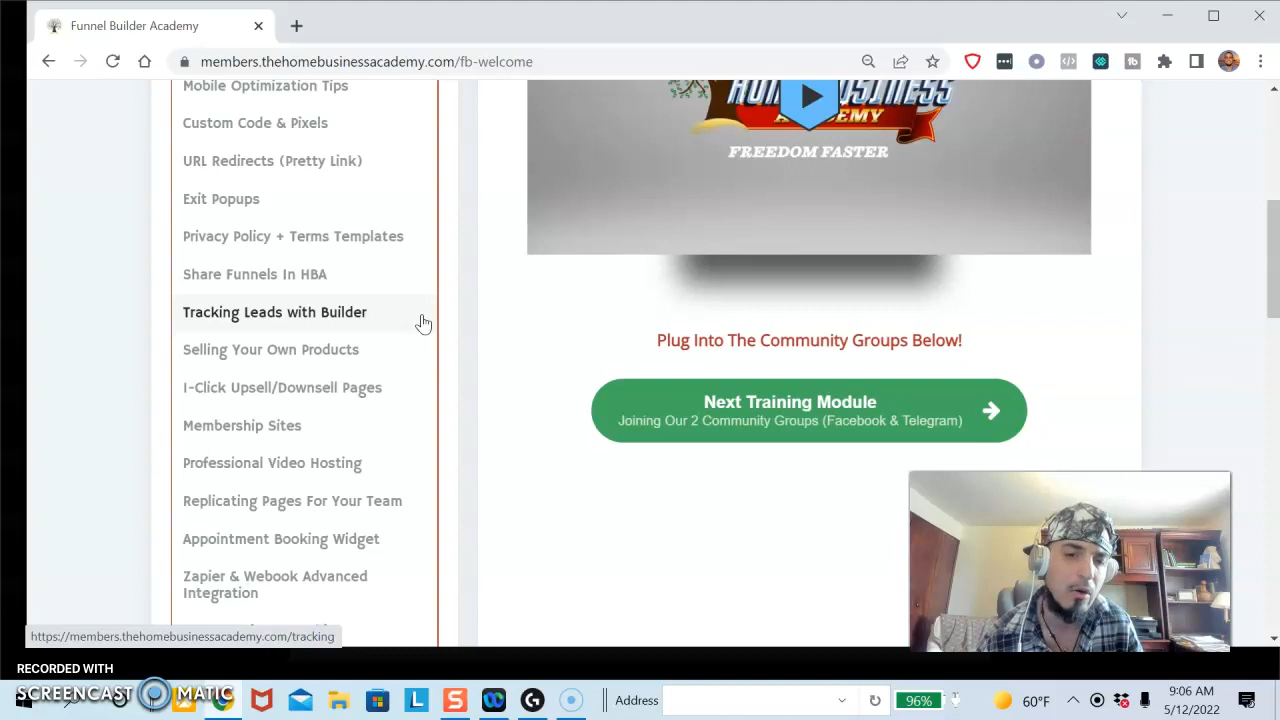 Funnel Builder Academy
members.thehomebusinessacademy.com/fb-welcome
Mobile Optimization Tips
Custom Code & Pixels
URL Redirects (Pretty Link)
Exit Popups
Privacy Policy + Terms Templates
Share Funnels In HBA
Tracking Leads with Builder
Selling Your Own Products
1-Click Upsell/Downsell Pages
Membership Sites
Professional Video Hosting
Replicating Pages For Your Team
Appointment Booking Widget
Zapier & Webook Advanced
Integration
HOME BUSINESS
ACADEMY
FREEDOM FASTER
Plug Into The Community Groups Below!
Next Training Module
Joining Our 2 Community Groups (Facebook & Telegram)
https://members.thehomebusinessacademy.com/tracking
RECORDED WITH
SCREENCAST MATIC
Address
96%
60°F
9:06 AM
5/12/2022